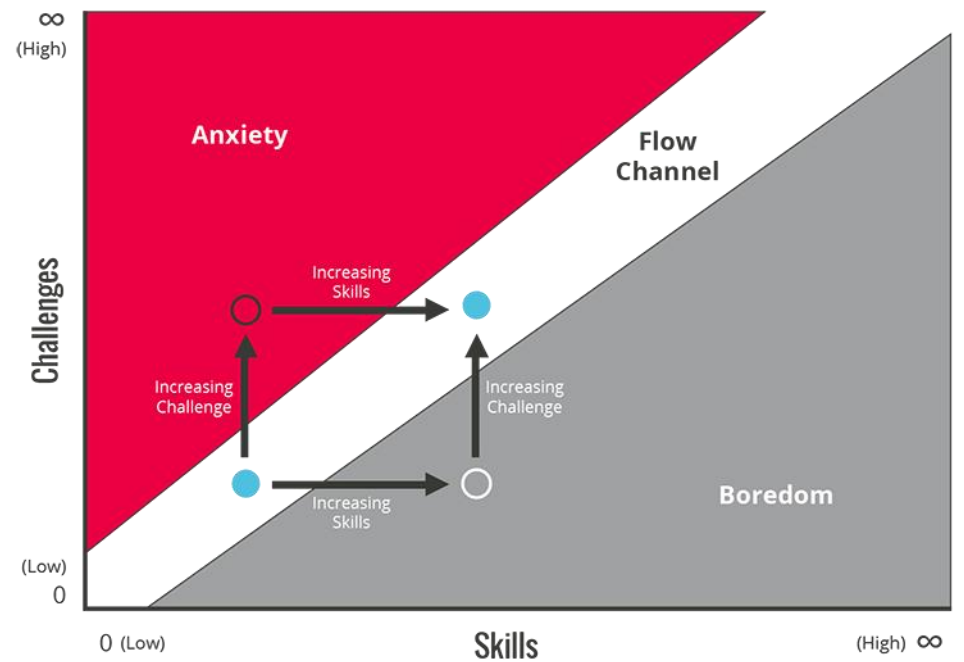 ∞
(High)
Anxiety
Flow
Channel
Challenges
Increasing
Skills
Increasing
Challenge
Increasing
Challenge
Increasing
Skills
Boredom
(Low)
0
0 (Low)
Skills
(High) ∞